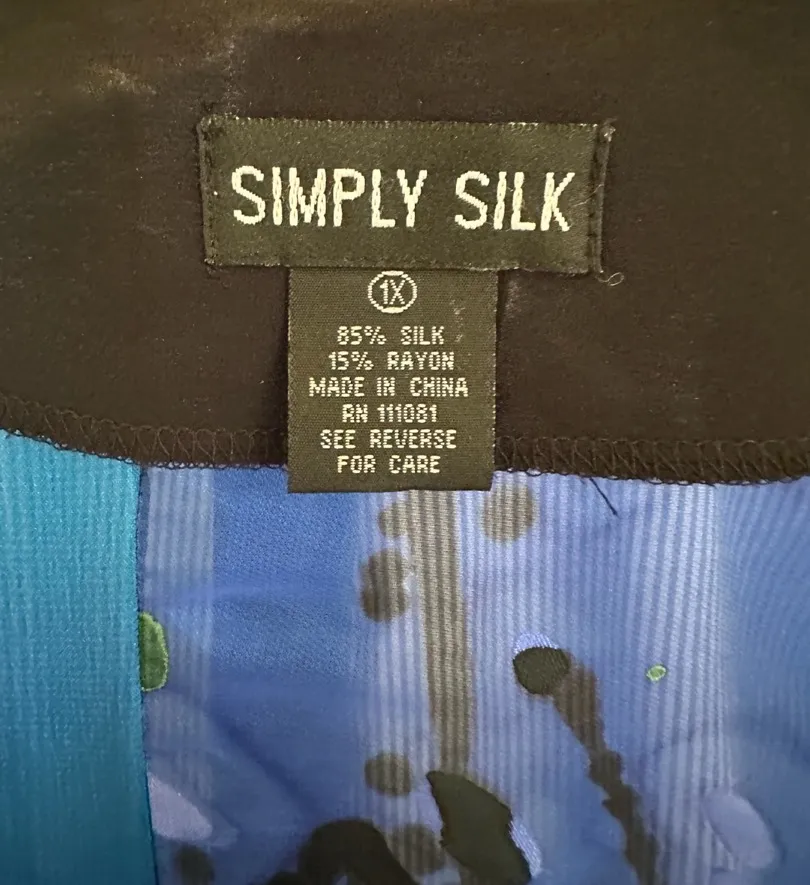 SIMPLY SILK
1X
85% SILK
15% RAYON
MADE IN CHINA
RN 111081
SEE REVERSE
FOR CARE